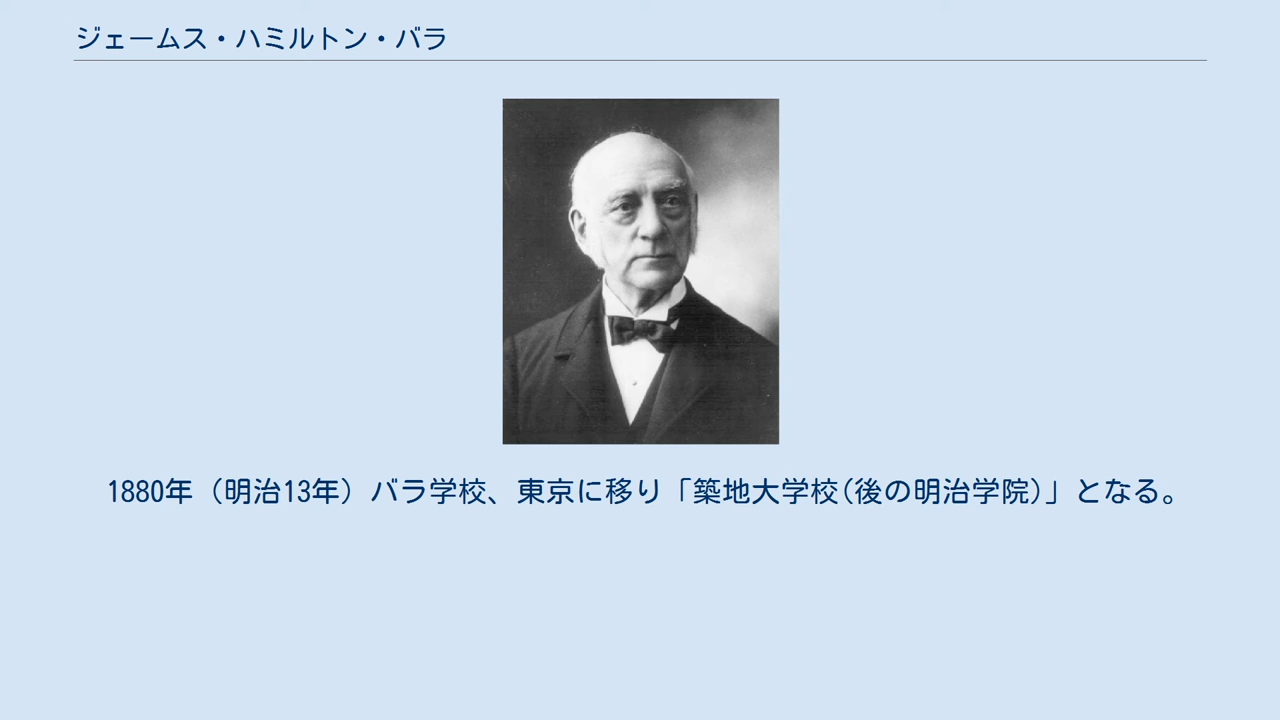 ジェームス・ハミルトン・バラ
1880年（明治13年）バラ学校、東京に移り「築地大学校(後の明治学院)」となる。